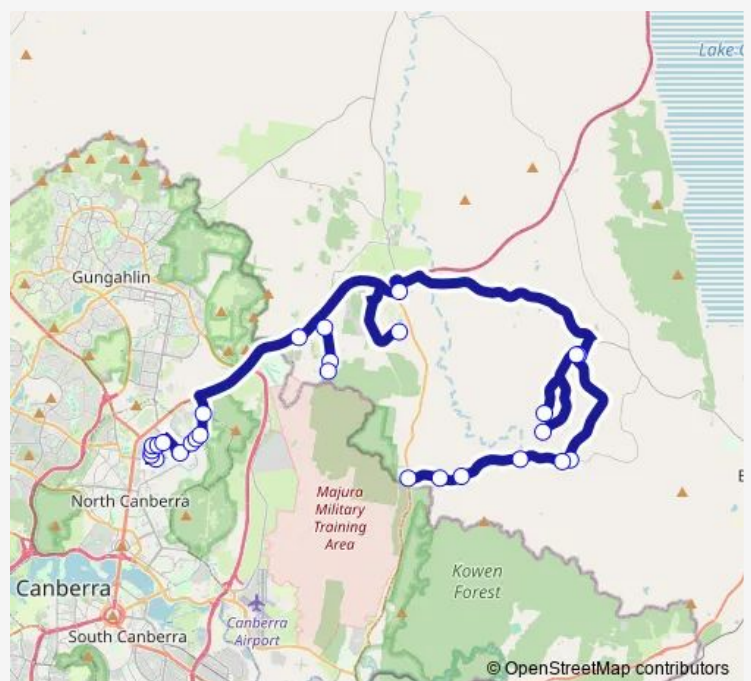 Lake G
Gungahlin
North Canberra
Majura
Military
Training
Area
Canberra
Kowen
Forest
Canberra
Airport
South Canberra
© OpenStreetMap contributors